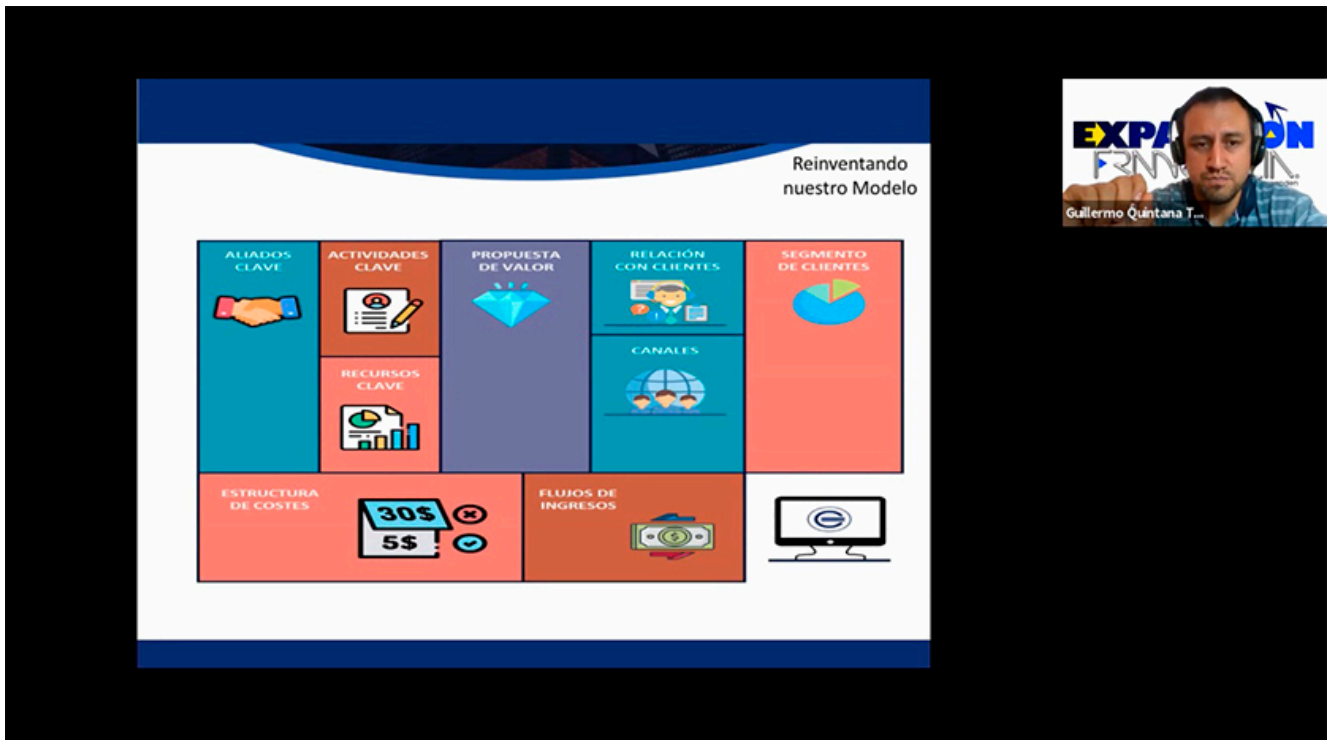 Reinventando
nuestro Modelo
ALIADOS
CLAVE
ACTIVIDADES
CLAVE
PROPUESTA
DE VALOR
RELACIÓN
CON CLIENTES
SEGMENTO
DE CLIENTES
CANALES
RECURSOS
CLAVE
ESTRUCTURA
DE COSTES
30$
5$
FLUJOS DE
INGRESOS
Guillermo Quintana T...